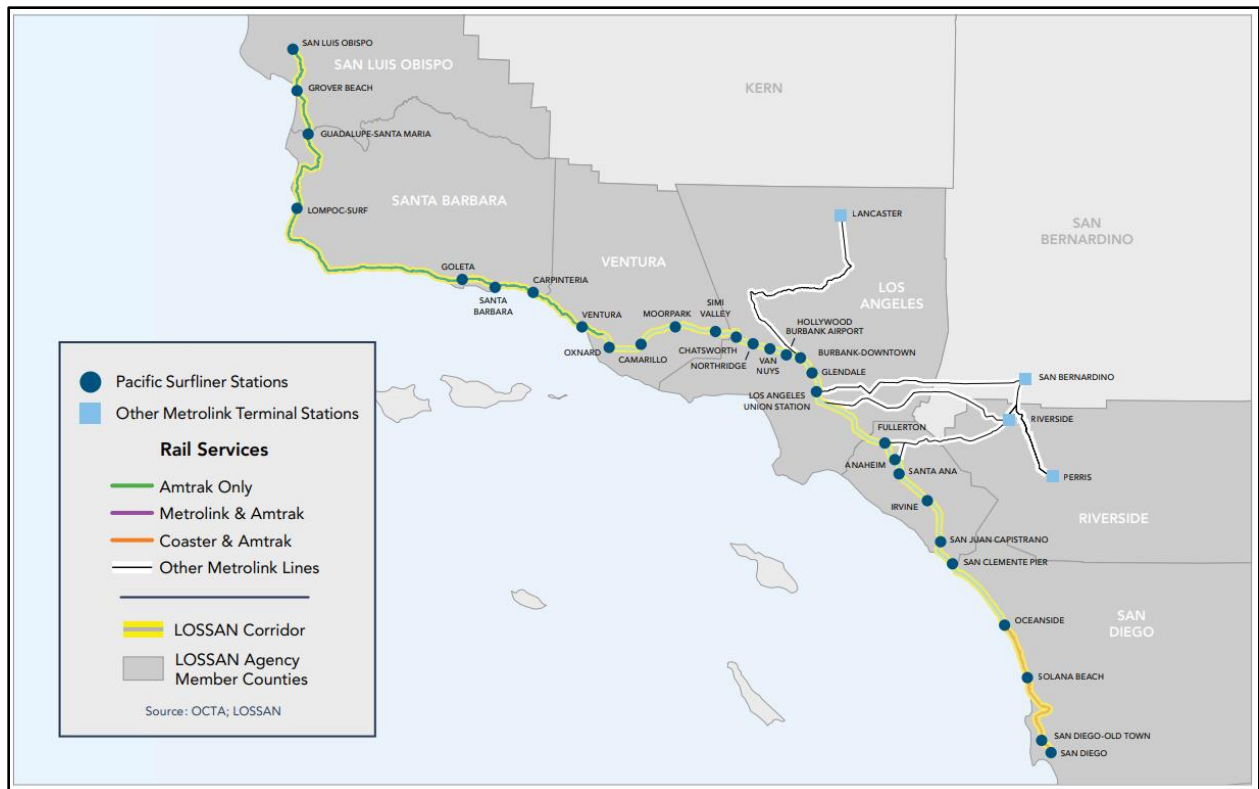 SAN LUIS OBISPO
SAN LUIS OBISPO
GROVER BEACH
GUADALUPE-SANTA MARIA
SANTA BARBARA
LOMPOC-SURF
GOLETA
SANTA
BARBARA
CARPINTERIA
VENTURA
VENTURA
OXNARD
CAMARILLO
MOORPARK
SIMI
VALLEY
CHATSWORTH
NORTHRIDGE
VAN
NUYS
HOLLYWOOD
BURBANK AIRPORT
BURBANK-DOWNTOWN
GLENDALE
LOS ANGELES
UNION STATION
KERN
LANCASTER
LOS
ANGELES
SAN
BERNARDINO
SAN BERNARDINO
RIVERSIDE
PERRIS
RIVERSIDE
FULLERTON
ANAHEIM
SANTA ANA
IRVINE
SAN JUAN CAPISTRANO
SAN CLEMENTE PIER
OCEANSIDE
SAN
DIEGO
SOLANA BEACH
SAN DIEGO-OLD TOWN
SAN DIEGO
Pacific Surfliner Stations
Other Metrolink Terminal Stations
Rail Services
Amtrak Only
Metrolink & Amtrak
Coaster & Amtrak
Other Metrolink Lines
LOSSAN Corridor
LOSSAN Agency
Member Counties
Source: OCTA; LOSSAN